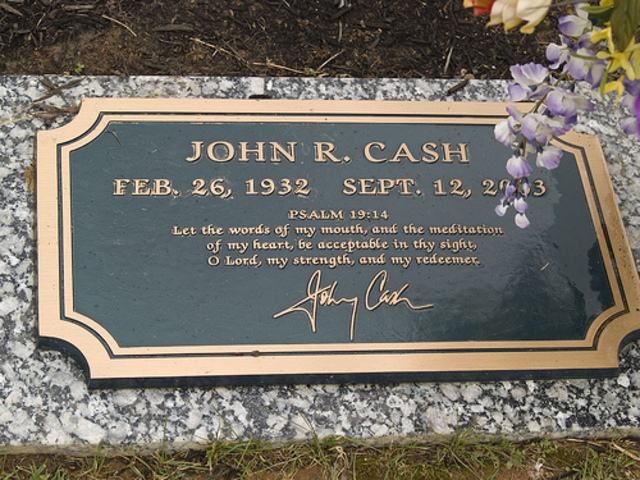 JOHN R. CASH
FEB. 26, 1932 SEPT. 12,
PSALM 19:14
Let the words of my mouth, and the meditation
of my heart, be acceptable in thy sight,
O Lord, my strength, and my redeemer.
Johnny Cash